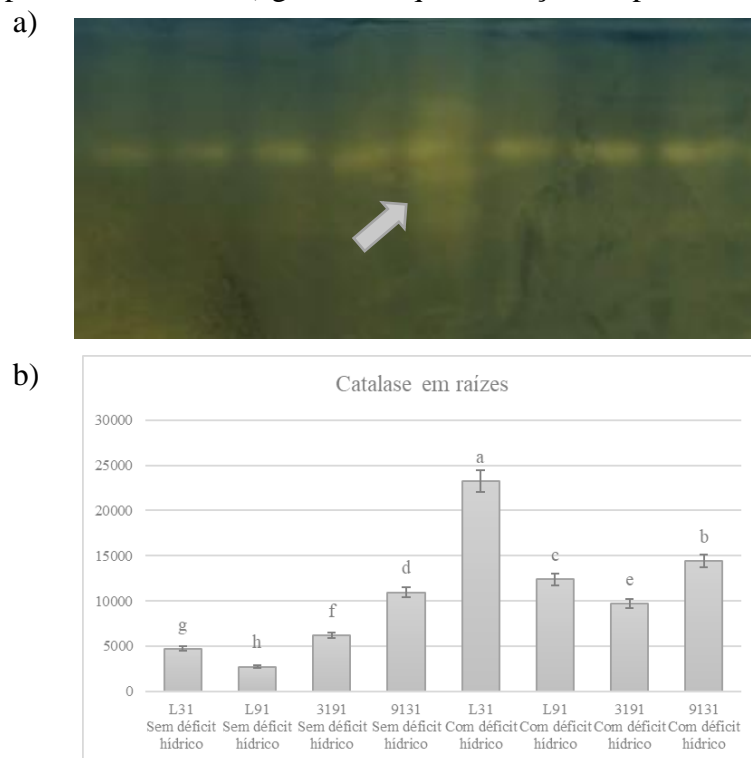 a)
b)
Catalase em raízes
30000
25000
20000
15000
10000
5000
0
g
h
f
d
a
c
e
b
L31 L91 3191 9131 L31 L91 3191 9131
Sem déficit Sem déficit Sem déficit Sem déficit Com déficit Com déficit Com déficit Com déficit
hídrico hídrico hídrico hídrico hídrico hídrico hídrico hídrico